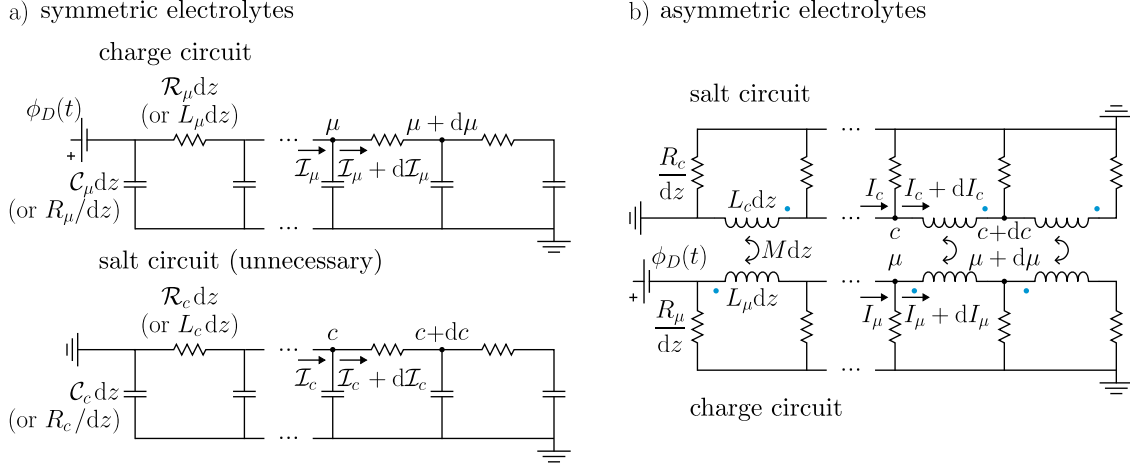 a) symmetric electrolytes
charge circuit
ϕ_D(t)
+
ℛ_μdz
(or L_μdz)
𝒞_μdz
(or R_μ/dz)
···
μ
μ + dμ
ℐ_μ
ℐ_μ + dℐ_μ
···
salt circuit (unnecessary)
ℛ_cdz
(or L_cdz)
𝒞_cdz
(or R_c/dz)
···
c
c+dc
ℐ_c
ℐ_c + dℐ_c
···
b) asymmetric electrolytes
salt circuit
···
R_c
dz
L_cdz
···
I_c
I_c + dI_c
c
c+dc
Mdz
ϕ_D(t)
+
L_μdz
···
μ
μ + dμ
R_μ
dz
I_μ
I_μ + dI_μ
···
charge circuit